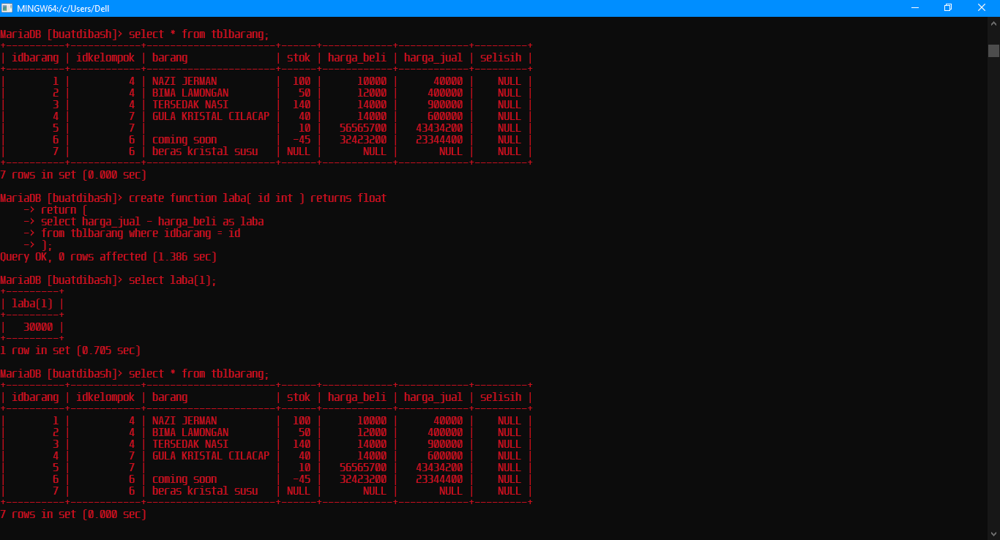 MINGW64:/c/Users/Dell
MariaDB [buatdibash]> select * from tblbarang;
+----------+------------+----------------------+------+------------+------------+---------+
| idbarang | idkelompok | barang               | stok | harga_beli | harga_jual | selisih |
+----------+------------+----------------------+------+------------+------------+---------+
|        1 |          4 | NAZI JERMAN          |  100 |      10000 |      40000 |    NULL |
|        2 |          4 | BIMA LAMONGAN        |   50 |      12000 |     400000 |    NULL |
|        3 |          4 | TERSEDAK NASI        |  140 |      14000 |     900000 |    NULL |
|        4 |          7 | GULA KRISTAL CILACAP |   40 |      14000 |     600000 |    NULL |
|        5 |          7 |                      |   10 |   56565700 |   43434200 |    NULL |
|        6 |          6 | coming soon          |  -45 |   32423200 |   23344400 |    NULL |
|        7 |          6 | beras kristal susu   | NULL |       NULL |       NULL |    NULL |
+----------+------------+----------------------+------+------------+------------+---------+
7 rows in set (0.000 sec)
MariaDB [buatdibash]> create function laba( id int ) returns float
    -> return (
    -> select harga_jual - harga_beli as laba
    -> from tblbarang where idbarang = id
    -> );
Query OK, 0 rows affected (1.386 sec)
MariaDB [buatdibash]> select laba(1);
+---------+
| laba(1) |
+---------+
|   30000 |
+---------+
1 row in set (0.705 sec)
MariaDB [buatdibash]> select * from tblbarang;
+----------+------------+----------------------+------+------------+------------+---------+
| idbarang | idkelompok | barang               | stok | harga_beli | harga_jual | selisih |
+----------+------------+----------------------+------+------------+------------+---------+
|        1 |          4 | NAZI JERMAN          |  100 |      10000 |      40000 |    NULL |
|        2 |          4 | BIMA LAMONGAN        |   50 |      12000 |     400000 |    NULL |
|        3 |          4 | TERSEDAK NASI        |  140 |      14000 |     900000 |    NULL |
|        4 |          7 | GULA KRISTAL CILACAP |   40 |      14000 |     600000 |    NULL |
|        5 |          7 |                      |   10 |   56565700 |   43434200 |    NULL |
|        6 |          6 | coming soon          |  -45 |   32423200 |   23344400 |    NULL |
|        7 |          6 | beras kristal susu   | NULL |       NULL |       NULL |    NULL |
+----------+------------+----------------------+------+------------+------------+---------+
7 rows in set (0.000 sec)